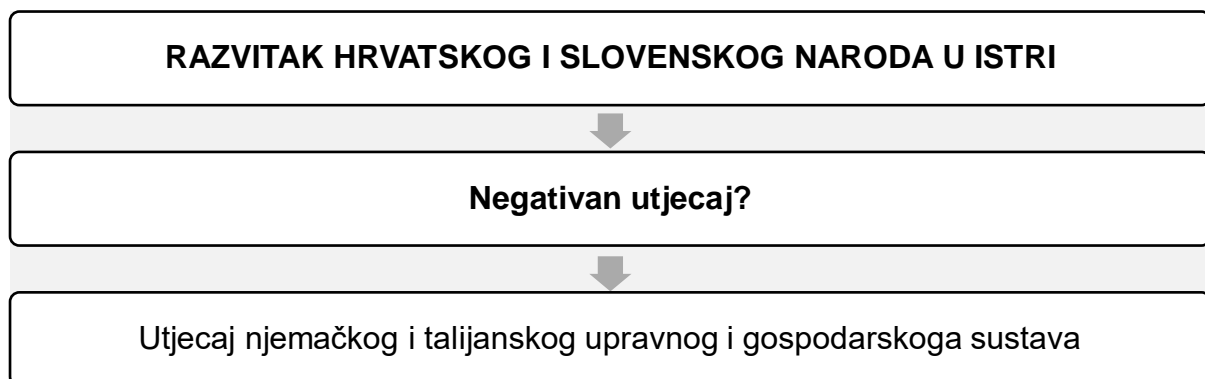 RAZVITAK HRVATSKOG I SLOVENSKOG NARODA U ISTRI
Negativan utjecaj?
Utjecaj njemačkog i talijanskog upravnog i gospodarskoga sustava